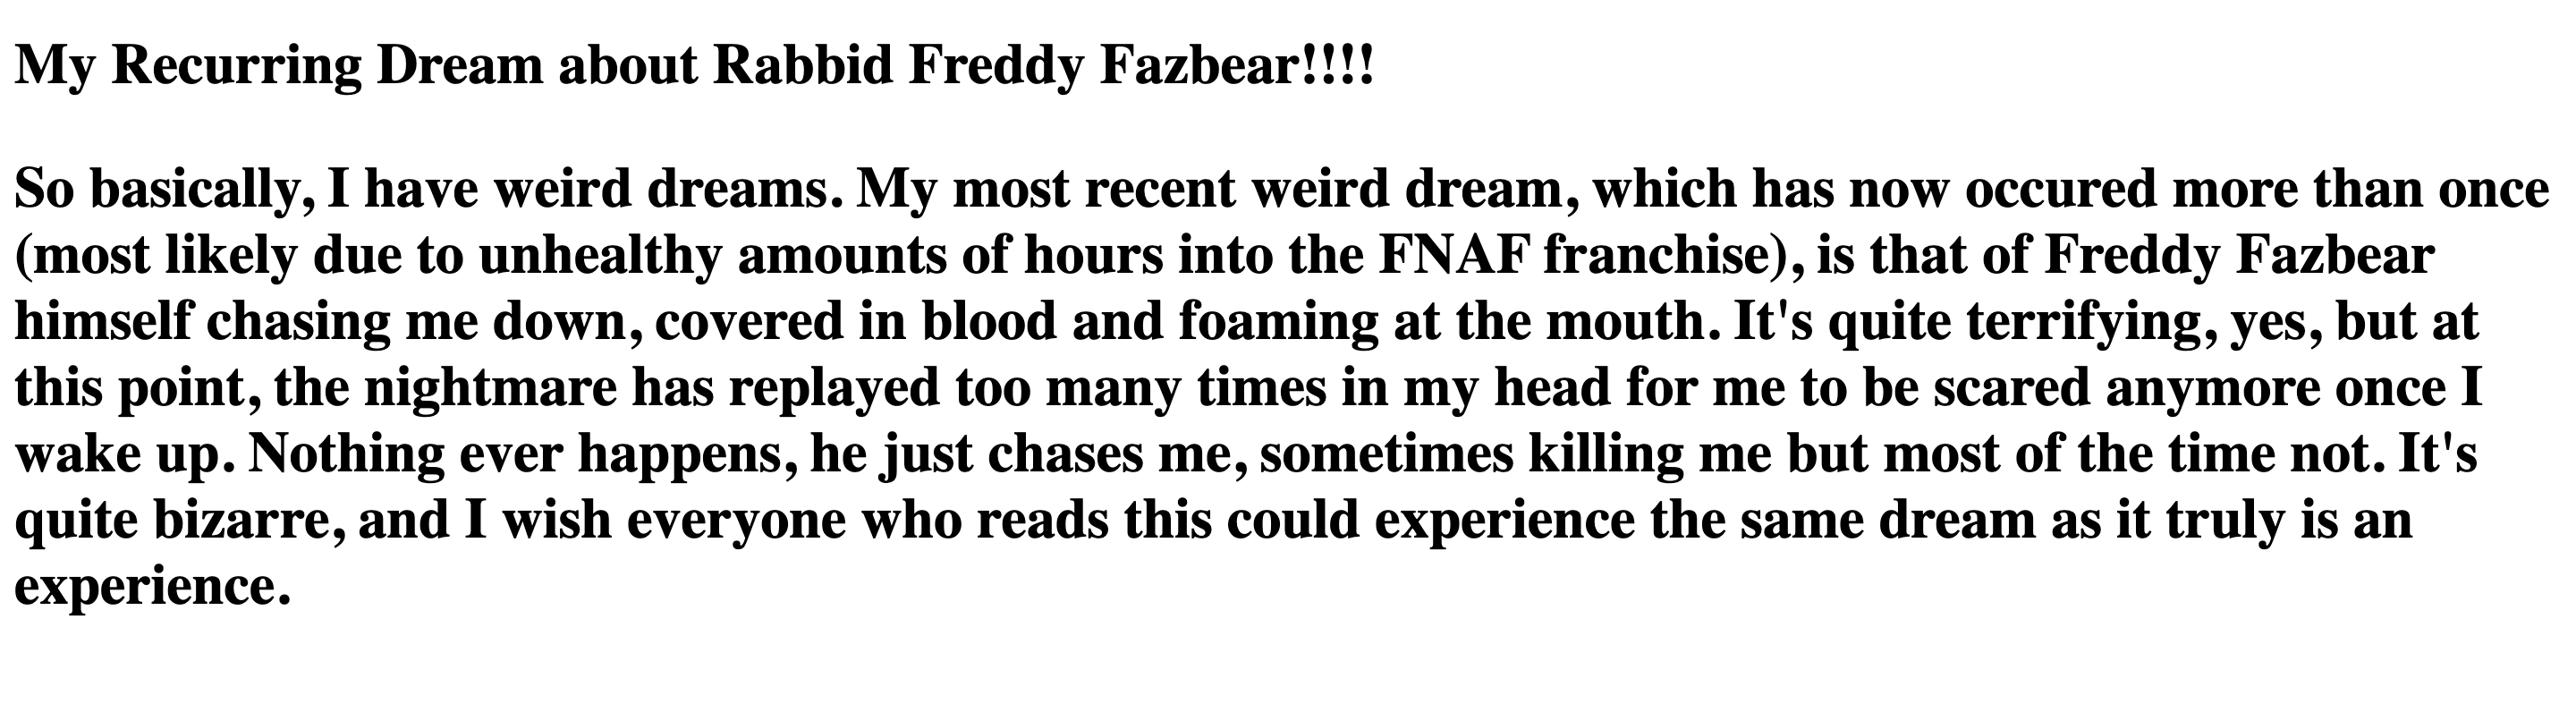 My Recurring Dream about Rabbid Freddy Fazbear!!!!
So basically, I have weird dreams. My most recent weird dream, which has now occured more than once
(most likely due to unhealthy amounts of hours into the FNAF franchise), is that of Freddy Fazbear
himself chasing me down, covered in blood and foaming at the mouth. It's quite terrifying, yes, but at
this point, the nightmare has replayed too many times in my head for me to be scared anymore once I
wake up. Nothing ever happens, he just chases me, sometimes killing me but most of the time not. It's
quite bizarre, and I wish everyone who reads this could experience the same dream as it truly is an
experience.